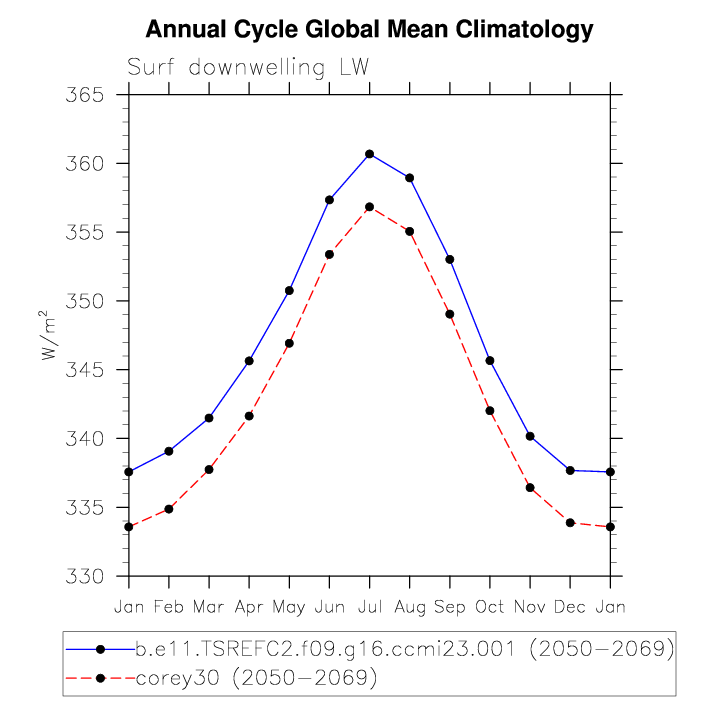 Annual Cycle Global Mean Climatology
Surf downwelling LW
365
360
355
350
345
340
335
330
W/m²
Jan Feb Mar Apr May Jun Jul Aug Sep Oct Nov Dec Jan
b.e11.TSREFC2.f09.g16.ccmi23.001 (2050-2069)
corey30 (2050-2069)